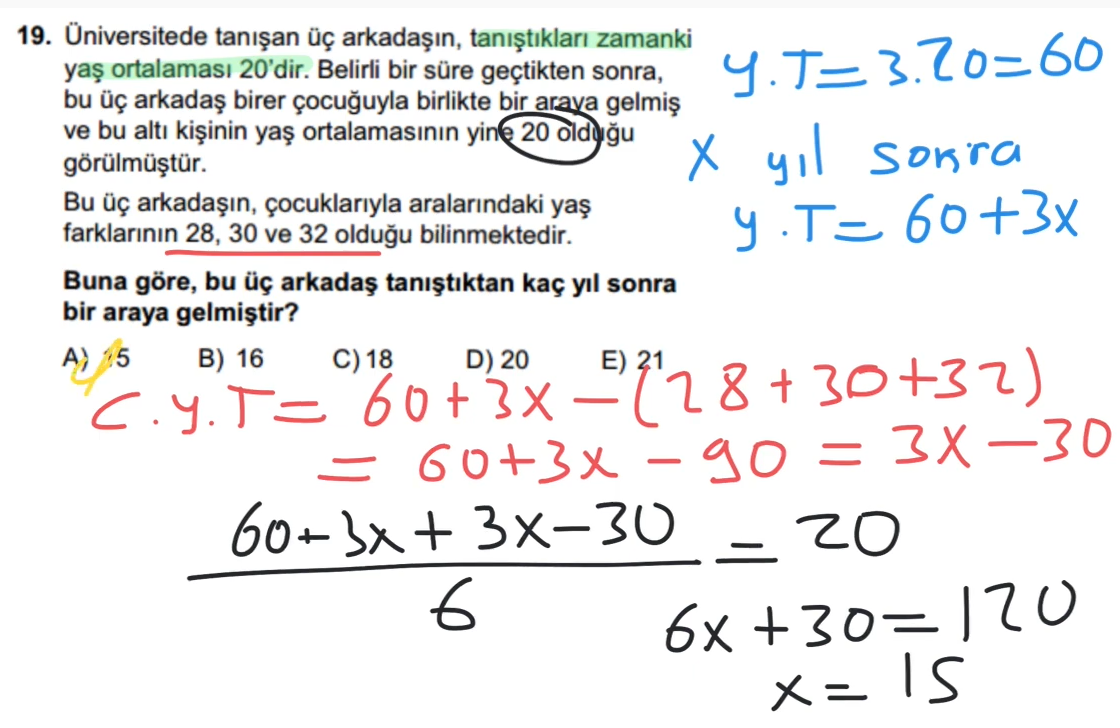 19. Üniversitede tanışan üç arkadaşın, tanıştıkları zamanki
yaş ortalaması 20'dir. Belirli bir süre geçtikten sonra,
bu üç arkadaş birer çocuğuyla birlikte bir araya gelmiş
ve bu altı kişinin yaş ortalamasının yine 20 olduğu
görülmüştür.
Bu üç arkadaşın, çocuklarıyla aralarındaki yaş
farklarının 28, 30 ve 32 olduğu bilinmektedir.
Buna göre, bu üç arkadaş tanıştıktan kaç yıl sonra
bir araya gelmiştir?
A) 15 B) 16 C) 18 D) 20 E) 21
y.T=3.20=60
x yıl sonra
y.T=60+3x
Ç.y.T=60+3x-(28+30+32)
=60+3x-90=3x-30
60+3x+3x-30
=20
6
6x+30=120
x=15